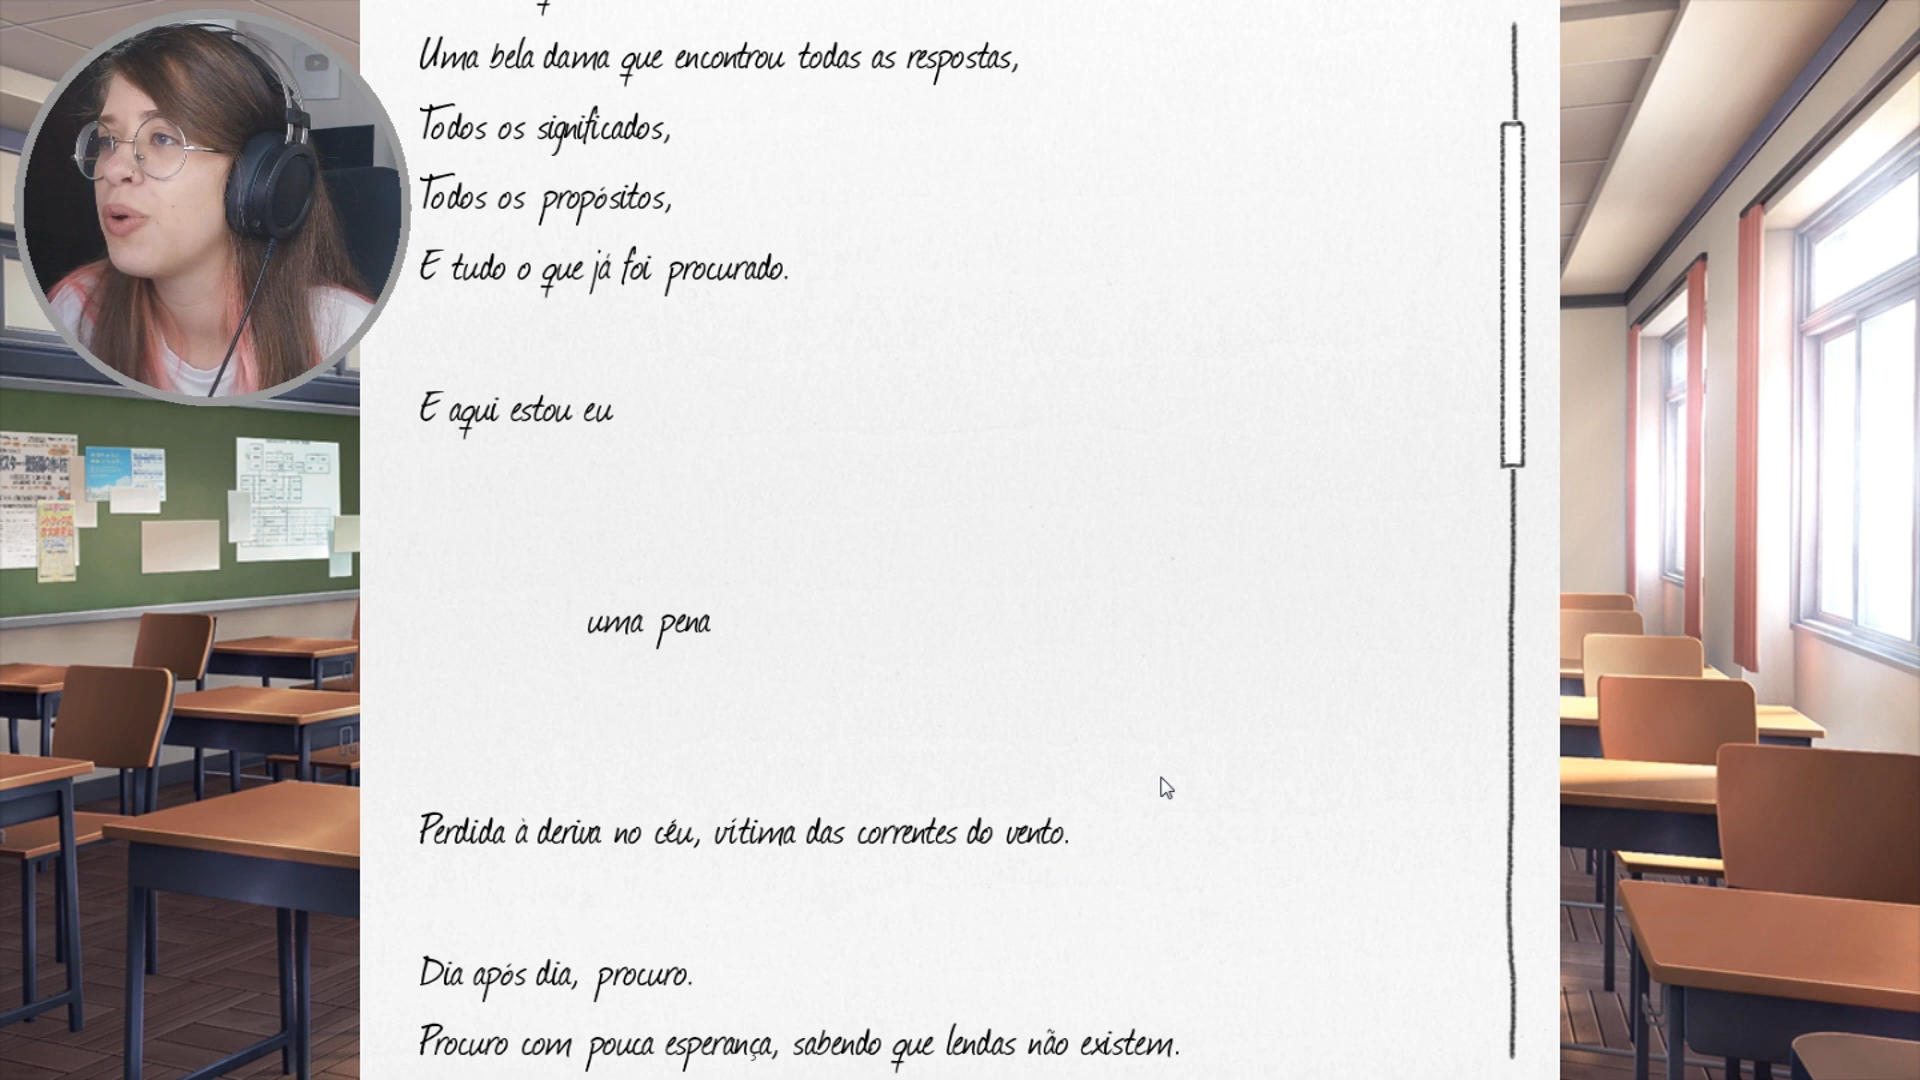 Uma bela dama que encontrou todas as respostas,
Todos os significados,
Todos os propósitos,
E tudo o que já foi procurado.
E aqui estou eu
uma pena
Perdida à deriva no céu, vítima das correntes do vento.
Dia após dia, procuro.
Procuro com pouca esperança, sabendo que lendas não existem.